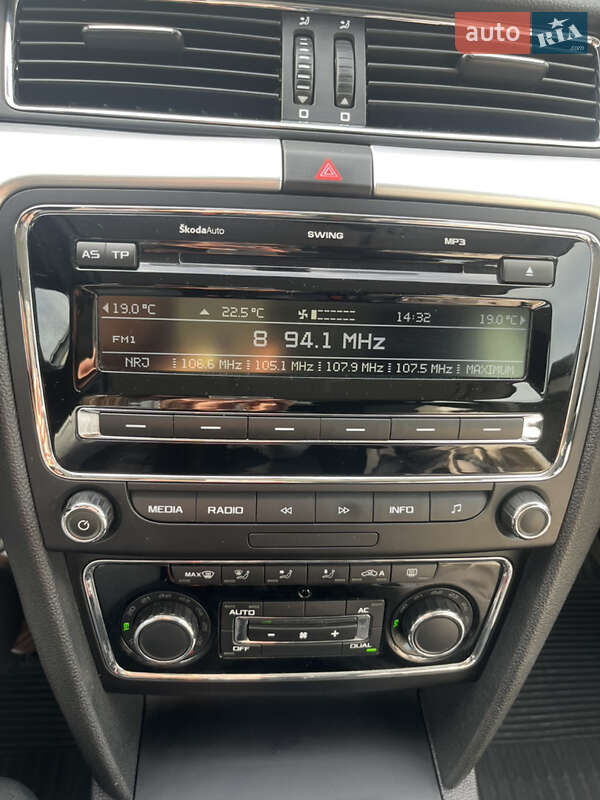 auto RIA .com
ŠkodaAuto SWING MP3
AS TP
19.0°C 22.5°C 14:32 19.0°C
FM1 8 94.1 MHz
NRJ 106.6 MHz 105.1 MHz 107.9 MHz 107.5 MHz MAXIMUM
MEDIA RADIO INFO
MAX A
AUTO AC
OFF DUAL